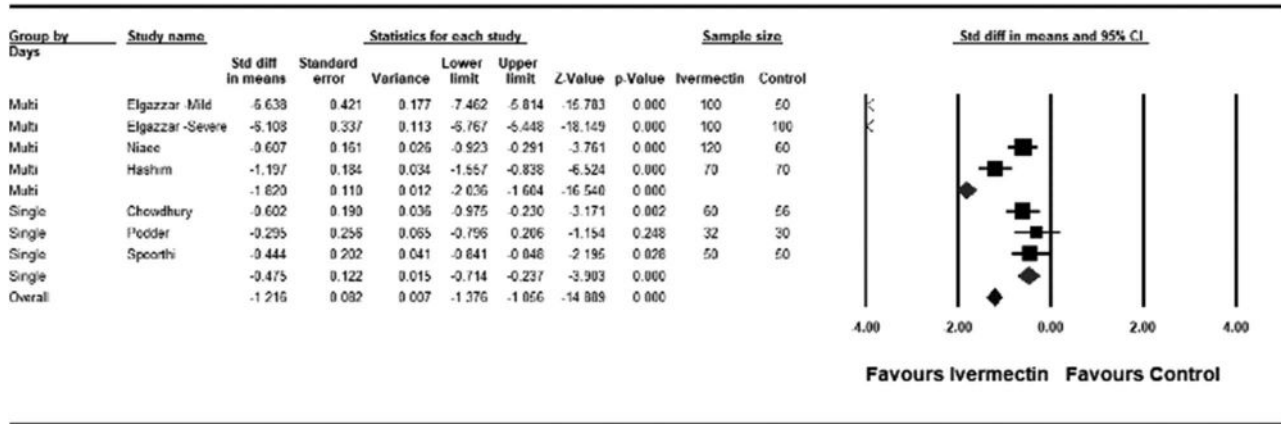 Group by Study name Statistics for each study Sample size Std diff in means and 95% CI
Days
Std diff Standard Lower Upper
in means error Variance limit limit Z-Value p-Value Ivermectin Control
Multi Elgazzar -Mild -6.638 0.421 0.177 -7.462 -5.814 -15.783 0.000 100 50
Multi Elgazzar -Severe -6.108 0.337 0.113 -6.767 -5.448 -18.149 0.000 100 100
Multi Niaee -0.607 0.161 0.026 -0.923 -0.291 -3.761 0.000 120 60
Multi Hashim -1.197 0.184 0.034 -1.557 -0.838 -6.524 0.000 70 70
Multi -1.820 0.110 0.012 -2.036 -1.604 -16.540 0.000
Single Chowdhury -0.602 0.190 0.036 -0.975 -0.230 -3.171 0.002 60 56
Single Podder -0.295 0.256 0.065 -0.796 0.206 -1.154 0.248 32 30
Single Spoorthi -0.444 0.202 0.041 -0.841 -0.048 -2.195 0.028 50 50
Single -0.475 0.122 0.015 -0.714 -0.237 -3.903 0.000
Overall -1.216 0.082 0.007 -1.376 -1.056 -14.889 0.000
-4.00 -2.00 0.00 2.00 4.00
Favours Ivermectin Favours Control